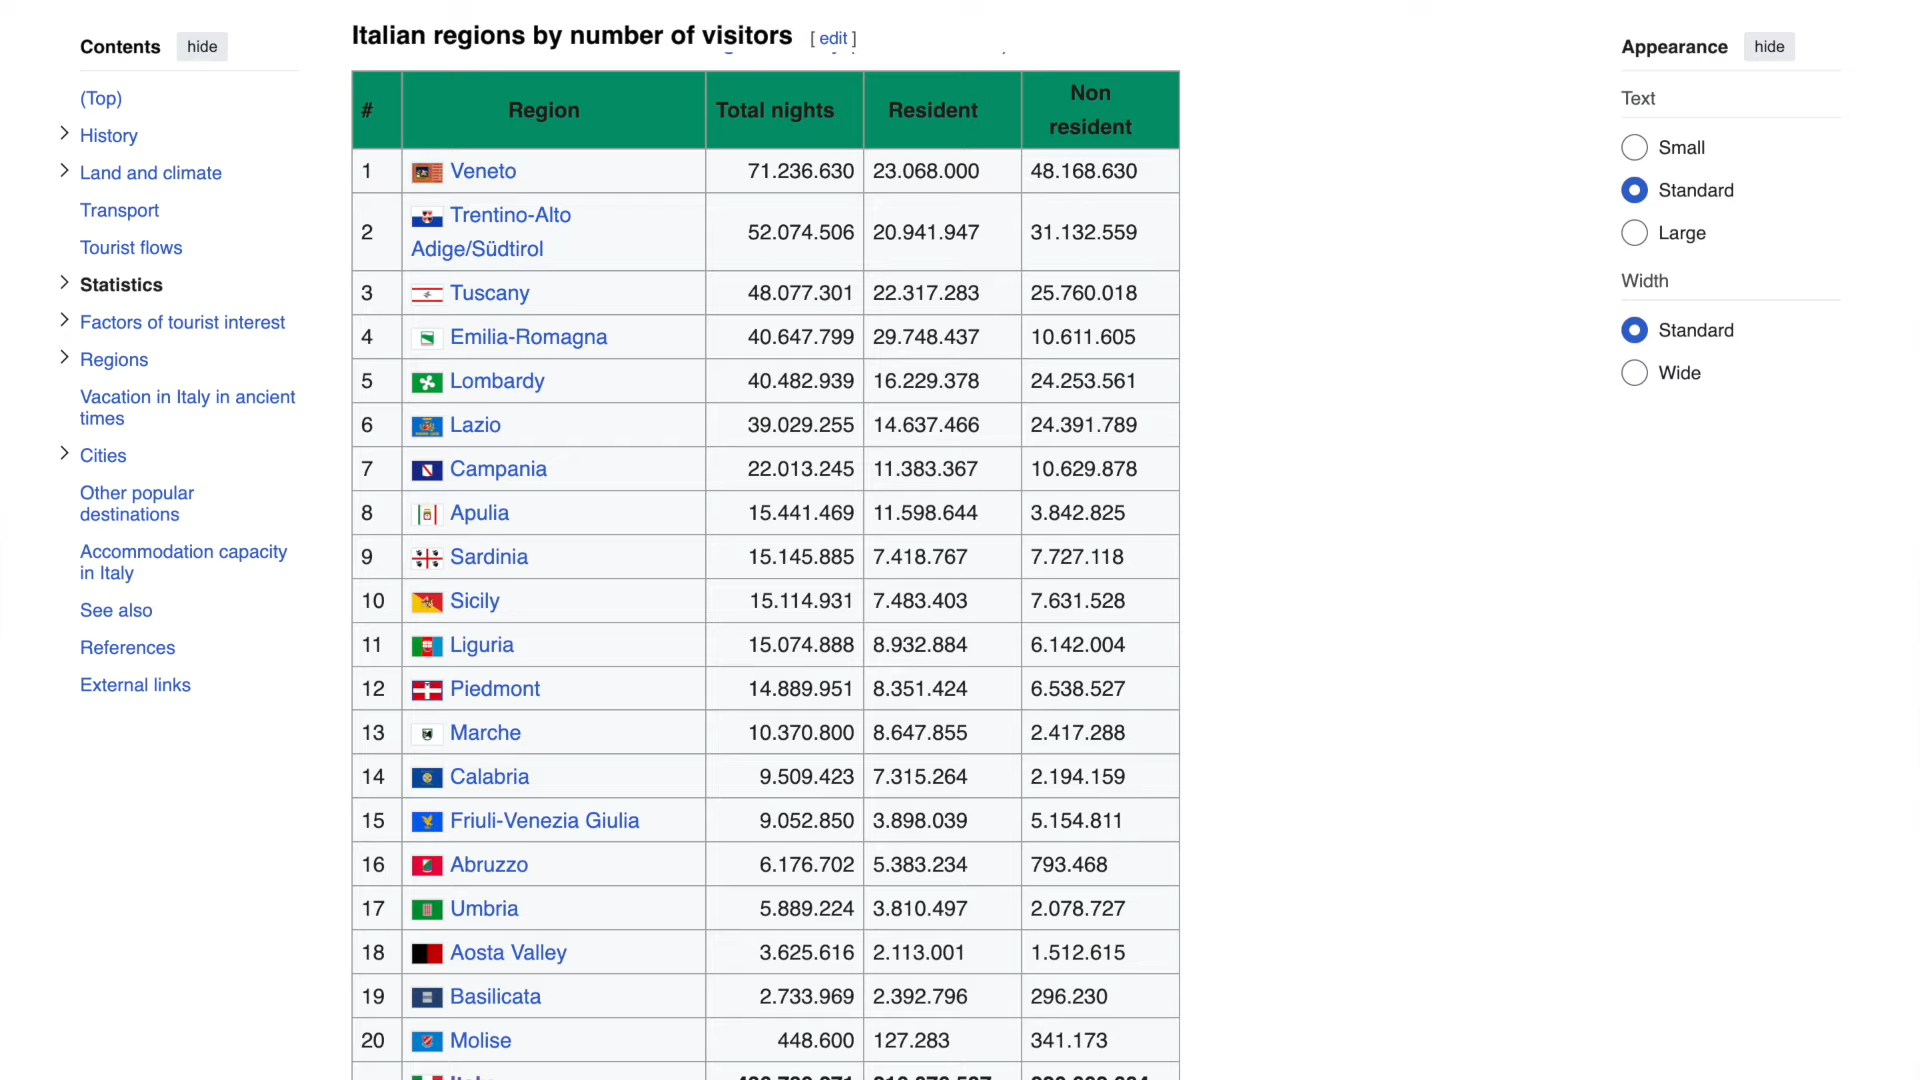 Contents hide
(Top)
History
Land and climate
Transport
Tourist flows
Statistics
Factors of tourist interest
Regions
Vacation in Italy in ancient
times
Cities
Other popular
destinations
Accommodation capacity
in Italy
See also
References
External links
Italian regions by number of visitors [ edit ]
# Region Total nights Resident Non
resident
1 Veneto 71.236.630 23.068.000 48.168.630
2 Trentino-Alto
Adige/Südtirol 52.074.506 20.941.947 31.132.559
3 Tuscany 48.077.301 22.317.283 25.760.018
4 Emilia-Romagna 40.647.799 29.748.437 10.611.605
5 Lombardy 40.482.939 16.229.378 24.253.561
6 Lazio 39.029.255 14.637.466 24.391.789
7 Campania 22.013.245 11.383.367 10.629.878
8 Apulia 15.441.469 11.598.644 3.842.825
9 Sardinia 15.145.885 7.418.767 7.727.118
10 Sicily 15.114.931 7.483.403 7.631.528
11 Liguria 15.074.888 8.932.884 6.142.004
12 Piedmont 14.889.951 8.351.424 6.538.527
13 Marche 10.370.800 8.647.855 2.417.288
14 Calabria 9.509.423 7.315.264 2.194.159
15 Friuli-Venezia Giulia 9.052.850 3.898.039 5.154.811
16 Abruzzo 6.176.702 5.383.234 793.468
17 Umbria 5.889.224 3.810.497 2.078.727
18 Aosta Valley 3.625.616 2.113.001 1.512.615
19 Basilicata 2.733.969 2.392.796 296.230
20 Molise 448.600 127.283 341.173
Appearance hide
Text
Small
Standard
Large
Width
Standard
Wide